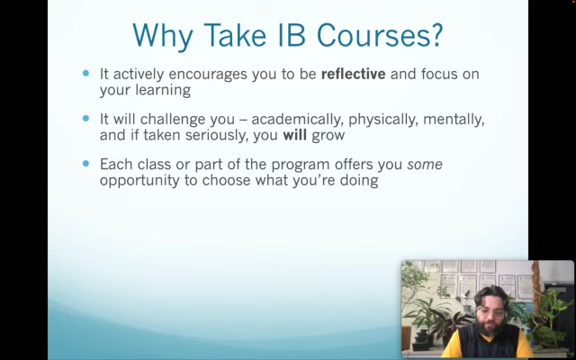 Why Take IB Courses?
It actively encourages you to be reflective and focus on
your learning
It will challenge you – academically, physically, mentally,
and if taken seriously, you will grow
Each class or part of the program offers you some
opportunity to choose what you're doing